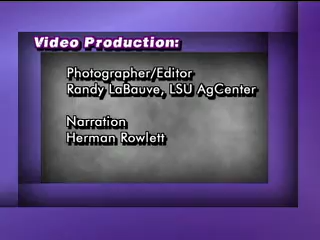 Video Production:
Photographer/Editor
Randy LaBauve, LSU AgCenter
Narration
Herman Rowlett